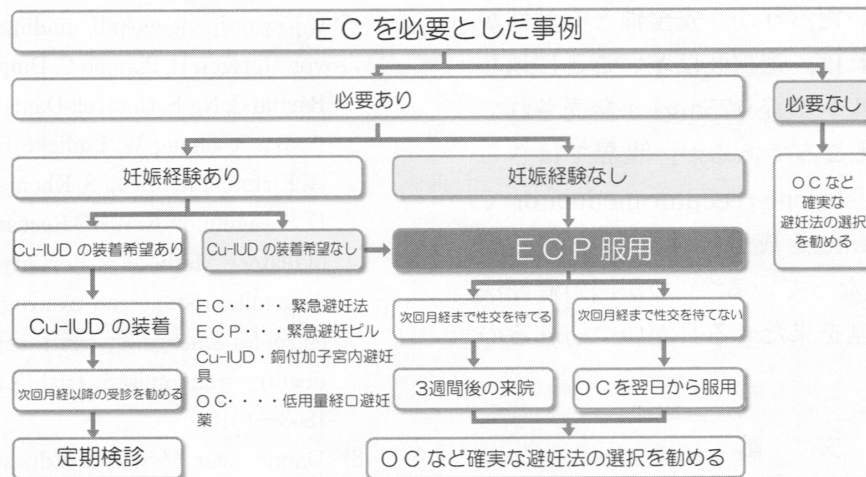 ECを必要とした事例
必要あり
必要なし
妊娠経験あり
妊娠経験なし
OCなど
確実な
避妊法の選択
を勧める
Cu-IUDの装着希望あり
Cu-IUDの装着希望なし
ECP服用
Cu-IUDの装着
次回月経まで性交を待てる
次回月経まで性交を待てない
EC・・・・緊急避妊法
ECP・・・緊急避妊ピル
Cu-IUD・銅付加子宮内避妊
具
OC・・・・低用量経口避妊
薬
次回月経以降の受診を勧める
3週間後の来院
OCを翌日から服用
定期検診
OCなど確実な避妊法の選択を勧める